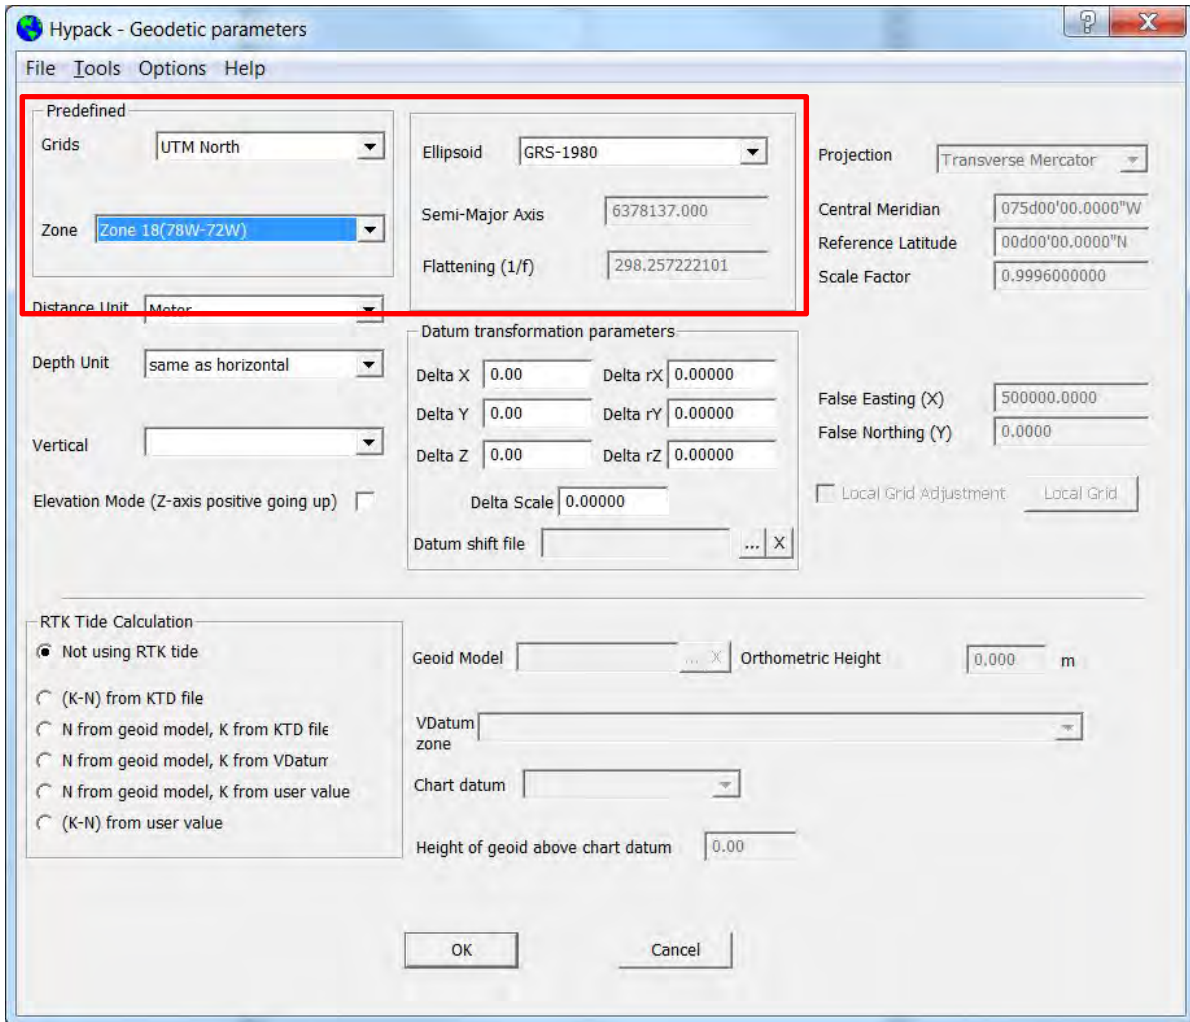 Hypack - Geodetic parameters
File Tools Options Help
Predefined
Grids UTM North
Zone Zone 18(78W-72W)
Ellipsoid GRS-1980
Semi-Major Axis 6378137.000
Flattening (1/f) 298.257222101
Projection Transverse Mercator
Central Meridian 075d00'00.0000"W
Reference Latitude 00d00'00.0000"N
Scale Factor 0.9996000000
Distance Unit Meter
Depth Unit same as horizontal
Vertical
Elevation Mode (Z-axis positive going up)
Datum transformation parameters
Delta X 0.00 Delta rX 0.00000
Delta Y 0.00 Delta rY 0.00000
Delta Z 0.00 Delta rZ 0.00000
Delta Scale 0.00000
Datum shift file ... X
False Easting (X) 500000.0000
False Northing (Y) 0.0000
Local Grid Adjustment Local Grid
RTK Tide Calculation
Not using RTK tide
(K-N) from KTD file
N from geoid model, K from KTD file
N from geoid model, K from VDatum
N from geoid model, K from user value
(K-N) from user value
Geoid Model ... X Orthometric Height 0.000 m
VDatum
zone
Chart datum
Height of geoid above chart datum 0.00
OK Cancel